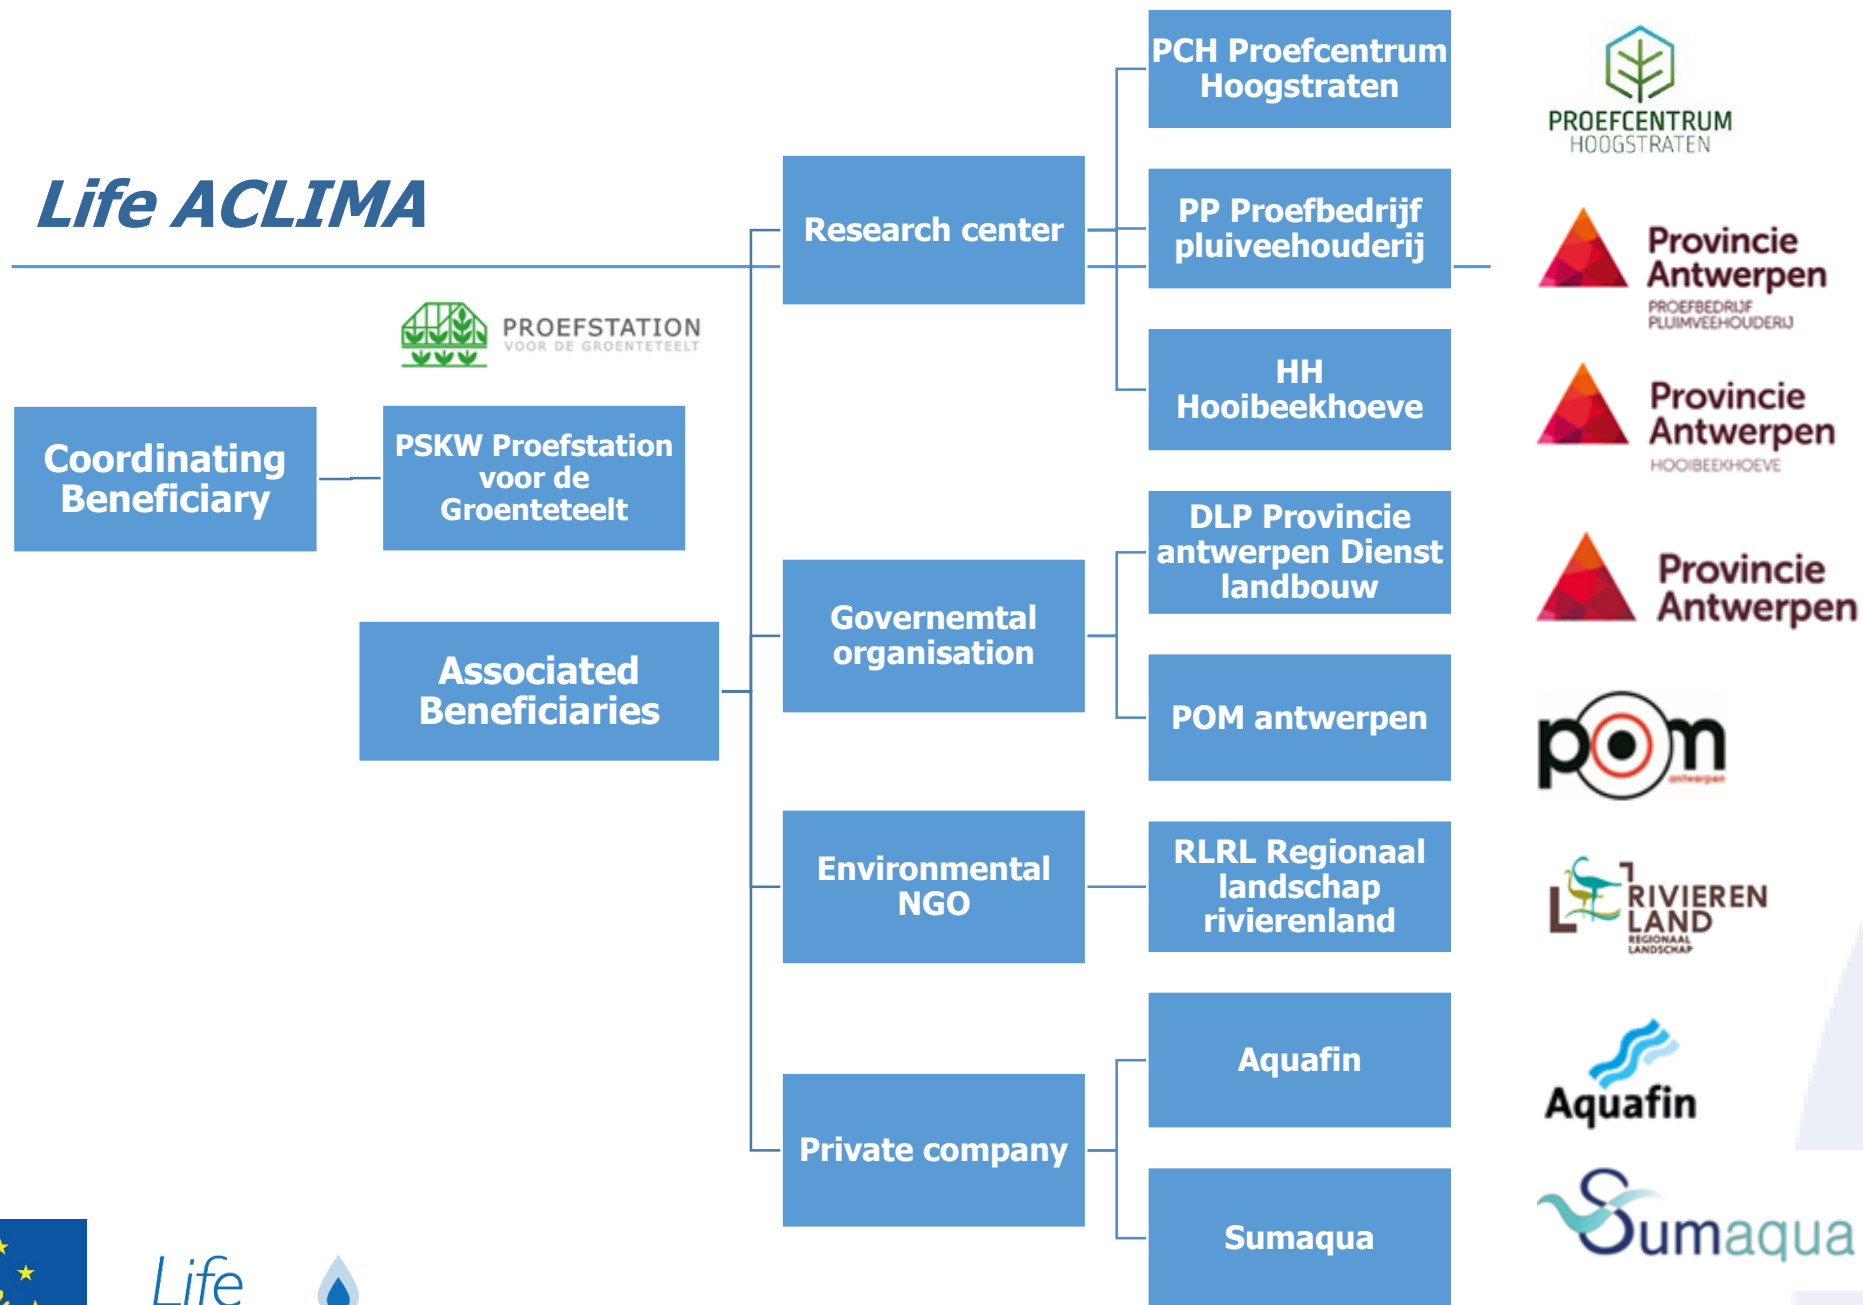 Life ACLIMA
PROEFSTATION
VOOR DE GROENTETEELT
Coordinating
Beneficiary
PSKW Proefstation
voor de
Groenteteelt
Associated
Beneficiaries
Research center
PCH Proefcentrum
Hoogstraten
PROEFCENTRUM
HOOGSTRATEN
PP Proefbedrijf
pluiveehouderij
Provincie
Antwerpen
PROEFBEDRIJF
PLUIMVEEHOUDERIJ
HH
Hooibeekhoeve
Provincie
Antwerpen
HOOIBEEKHOEVE
Governemtal
organisation
DLP Provincie
antwerpen Dienst
landbouw
Provincie
Antwerpen
POM antwerpen
pom
antwerpen
Environmental
NGO
RLRL Regionaal
landschap
rivierenland
RIVIEREN
LAND
REGIONAAL
LANDSCHAP
Private company
Aquafin
Aquafin
Sumaqua
Sumaqua
Life